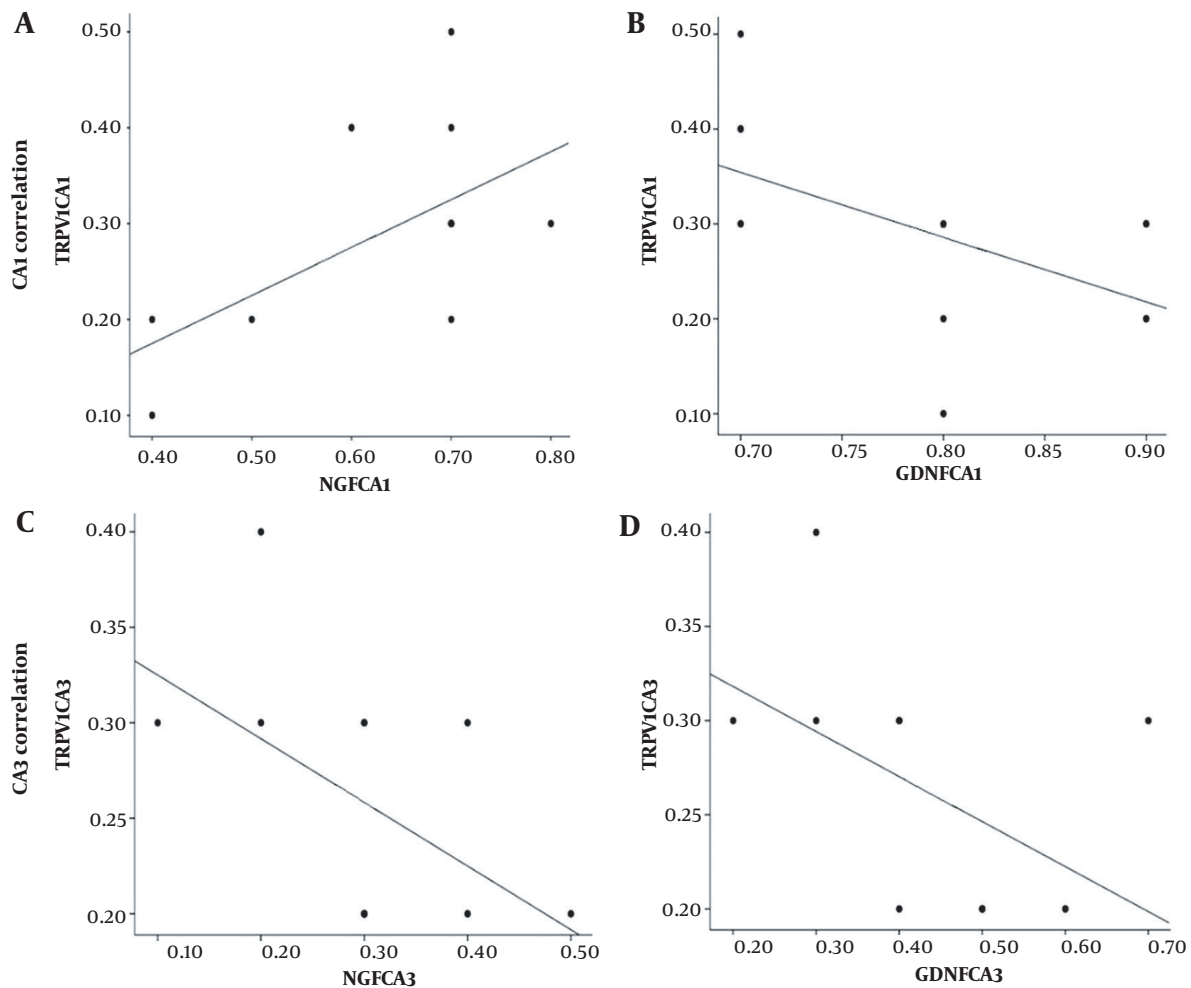 A
CA1 correlation
TRPV1CA1
0.50
0.40
0.30
0.20
0.10
0.40 0.50 0.60 0.70 0.80
NGFCA1
B
TRPV1CA1
0.50
0.40
0.30
0.20
0.10
0.70 0.75 0.80 0.85 0.90
GDNFCA1
C
CA3 correlation
TRPV1CA3
0.40
0.35
0.30
0.25
0.20
0.10 0.20 0.30 0.40 0.50
NGFCA3
D
TRPV1CA3
0.40
0.35
0.30
0.25
0.20
0.20 0.30 0.40 0.50 0.60 0.70
GDNFCA3